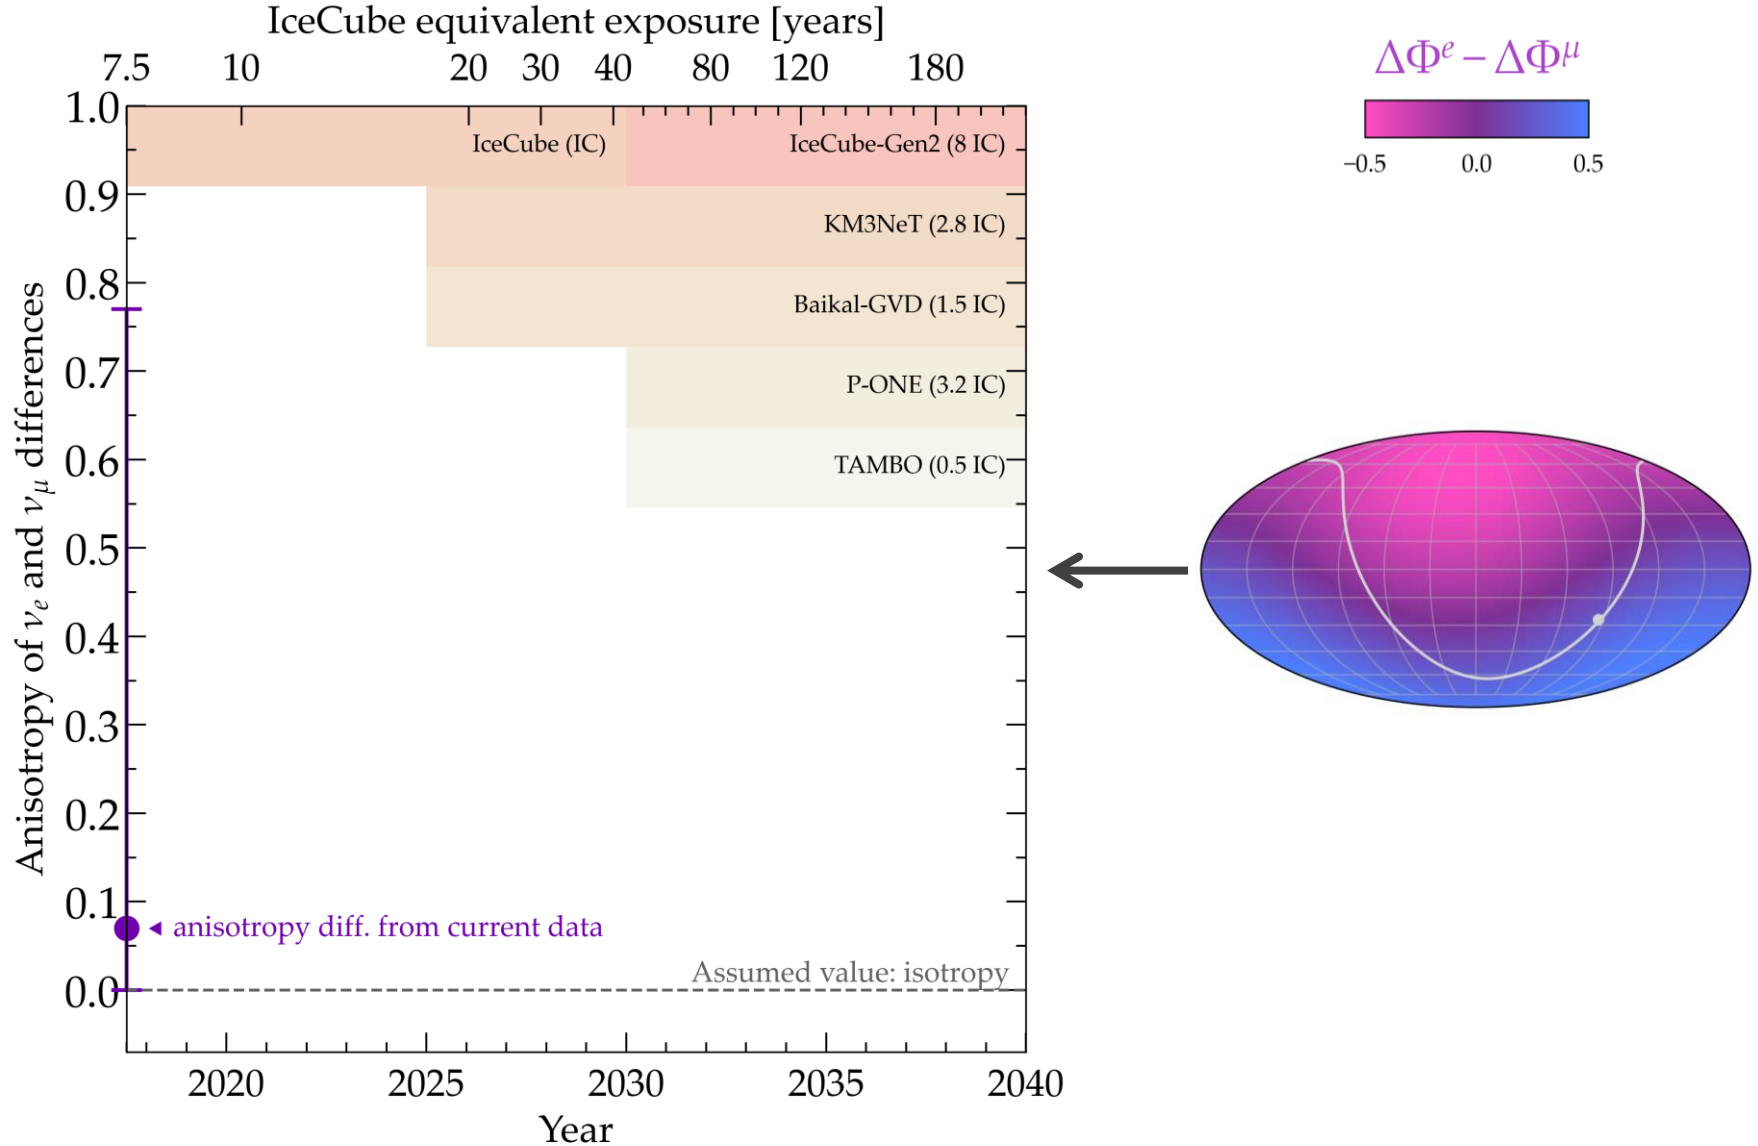 IceCube equivalent exposure [years]
7.5 10 20 30 40 80 120 180
1.0
0.9
0.8
0.7
0.6
0.5
0.4
0.3
0.2
0.1
0.0
Anisotropy of νe and νμ differences
IceCube (IC)
IceCube-Gen2 (8 IC)
KM3NeT (2.8 IC)
Baikal-GVD (1.5 IC)
P-ONE (3.2 IC)
TAMBO (0.5 IC)
◄ anisotropy diff. from current data
Assumed value: isotropy
2020 2025 2030 2035 2040
Year
ΔΦᵉ – ΔΦᵘ
−0.5 0.0 0.5